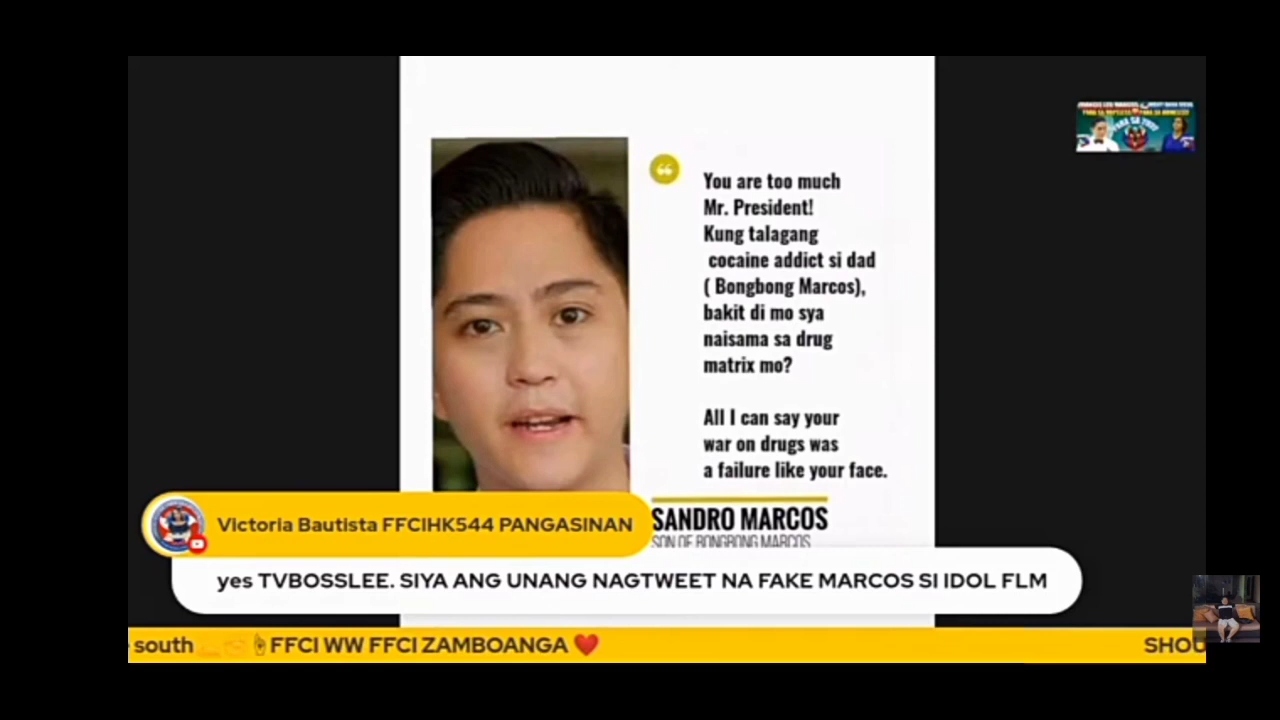 You are too much
Mr. President!
Kung talagang
cocaine addict si dad
( Bongbong Marcos),
bakit di mo sya
naisama sa drug
matrix mo?
All I can say your
war on drugs was
a failure like your face.
SANDRO MARCOS
SON OF BONGBONG MARCOS
Victoria Bautista FFCIHK544 PANGASINAN
yes TVBOSSLEE. SIYA ANG UNANG NAGTWEET NA FAKE MARCOS SI IDOL FLM
south 👍🤝☝FFCI WW FFCI ZAMBOANGA ❤️ SHOU